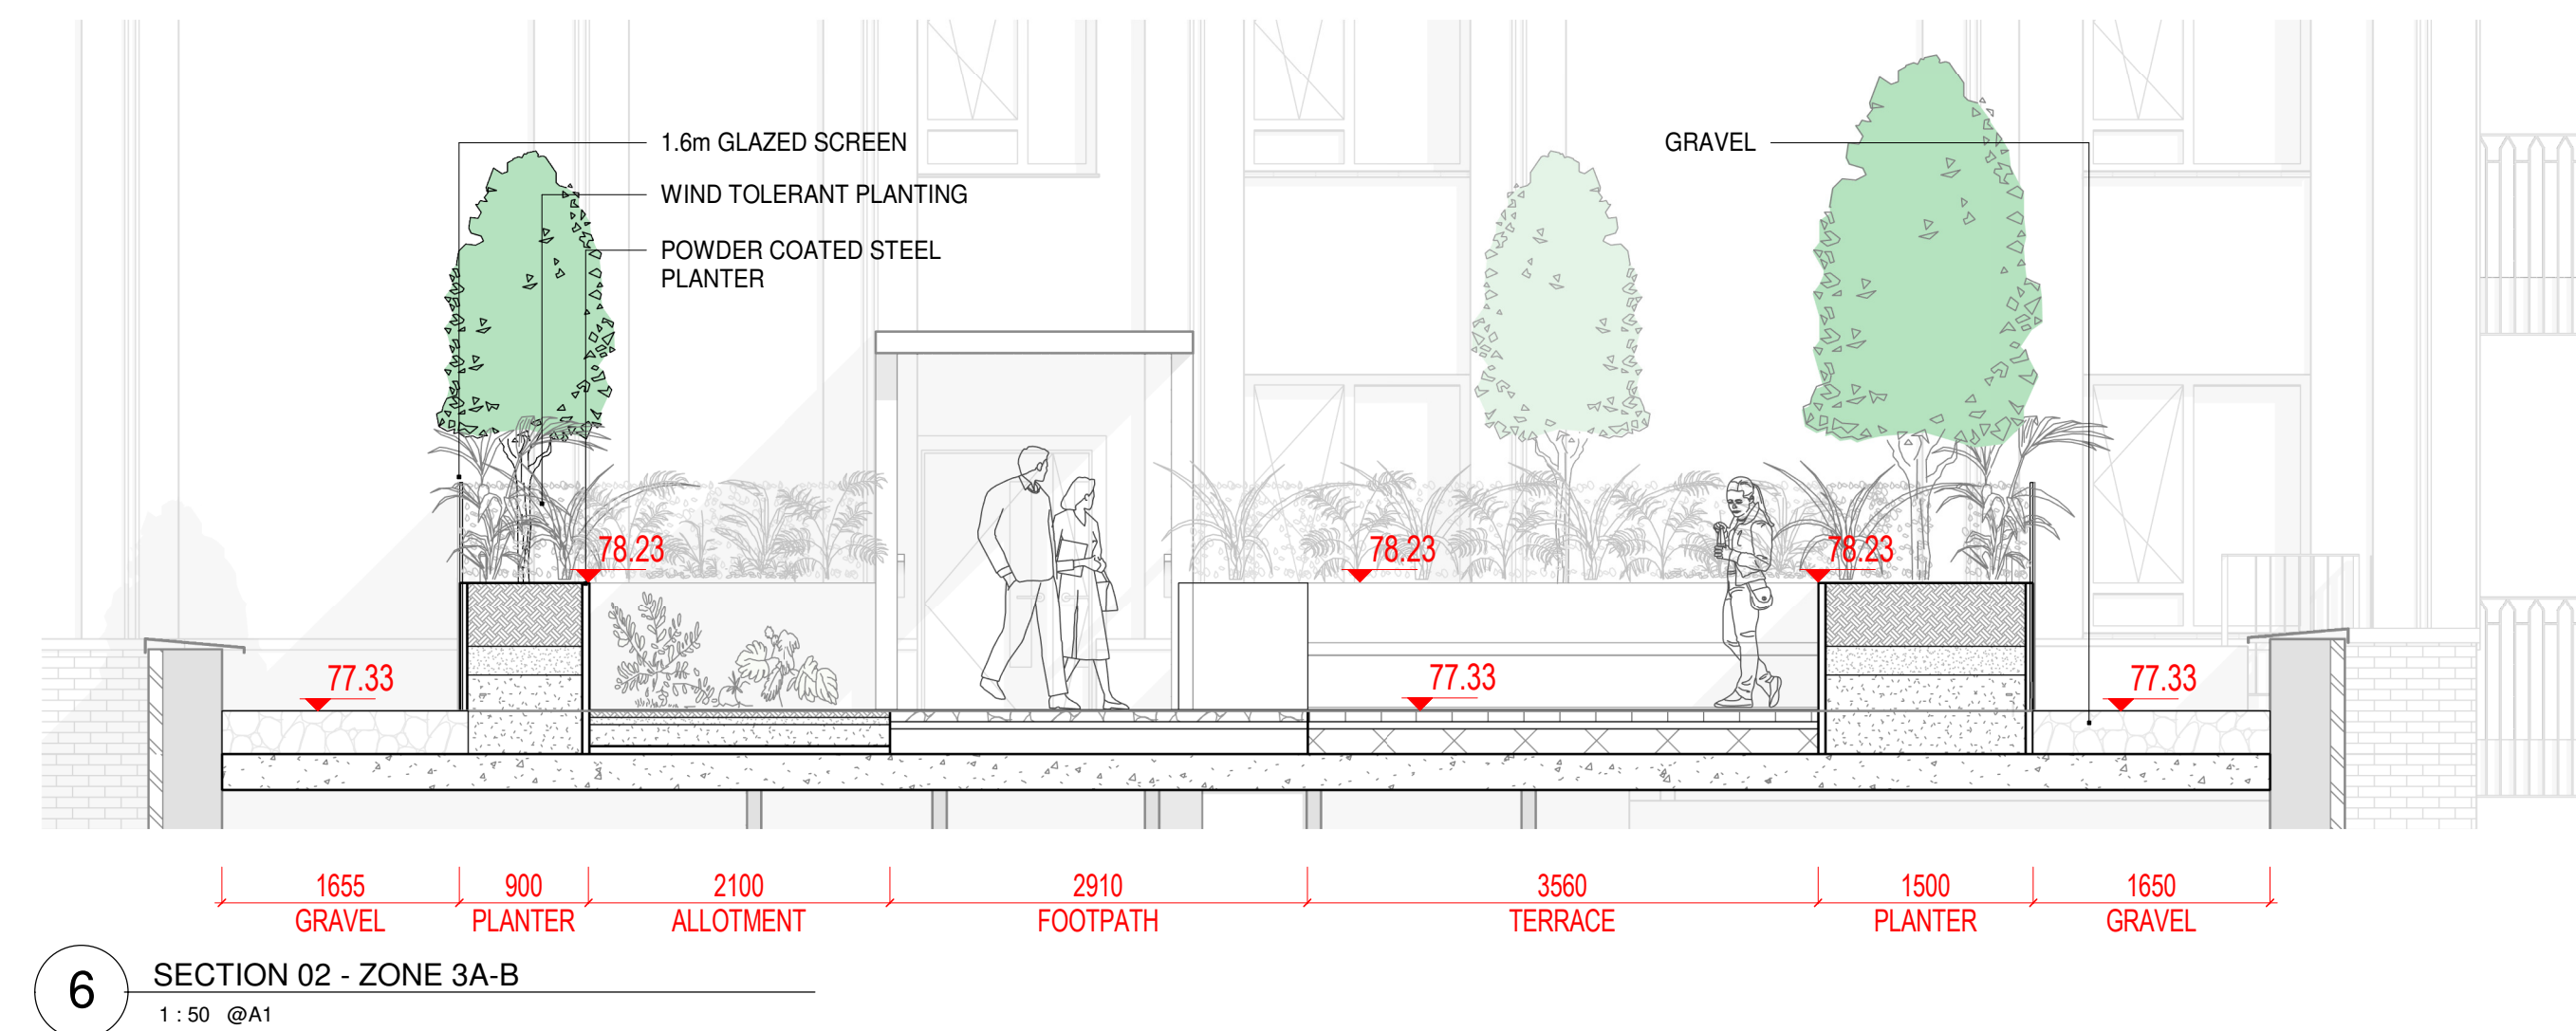 1.6m GLAZED SCREEN
GRAVEL
WIND TOLERANT PLANTING
POWDER COATED STEEL
PLANTER
78.23
78.23
78.23
77.33
77.33
77.33
1655
900
2100
2910
3560
1500
1650
GRAVEL
PLANTER
ALLOTMENT
FOOTPATH
TERRACE
PLANTER
GRAVEL
6
SECTION 02 - ZONE 3A-B
1 : 50 @A1